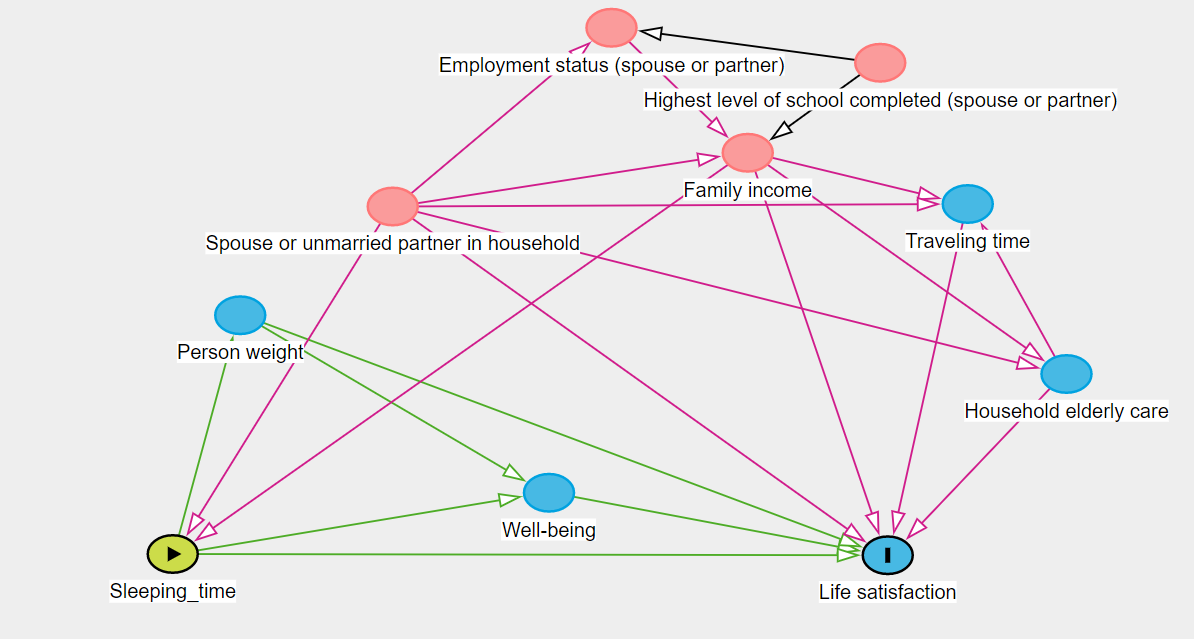 Employment status (spouse or partner)
Highest level of school completed (spouse or partner)
Family income
Spouse or unmarried partner in household
Traveling time
Person weight
Household elderly care
Well-being
Sleeping_time
Life satisfaction